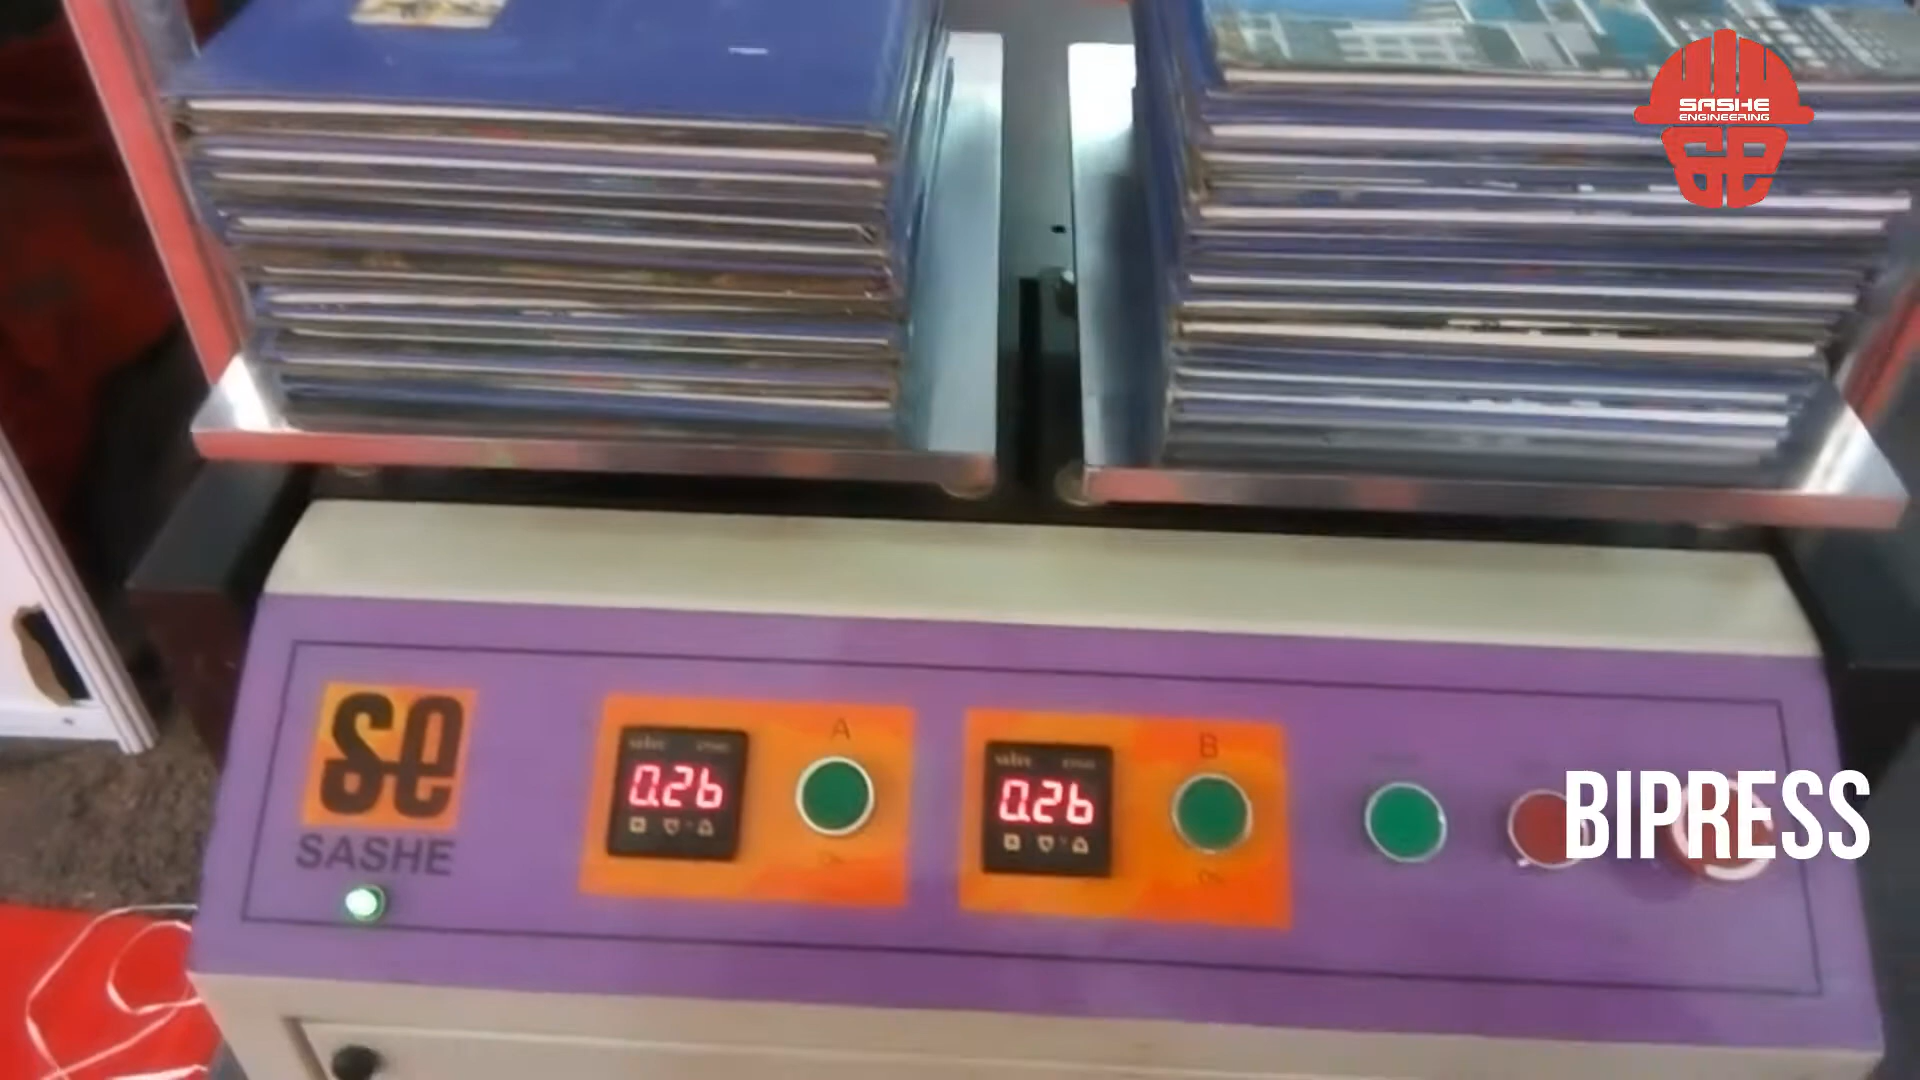 SASHE
ENGINEERING
se
SASHE
A
0.26
B
0.26
BIPRESS